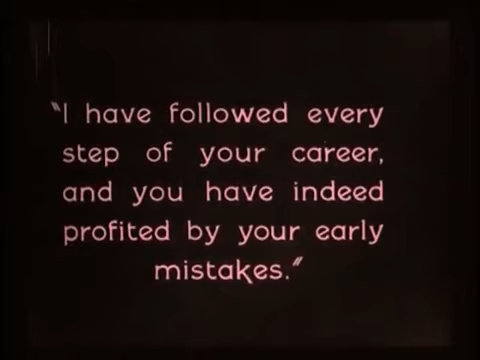 "I have followed every
step of your career,
and you have indeed
profited by your early
mistakes."